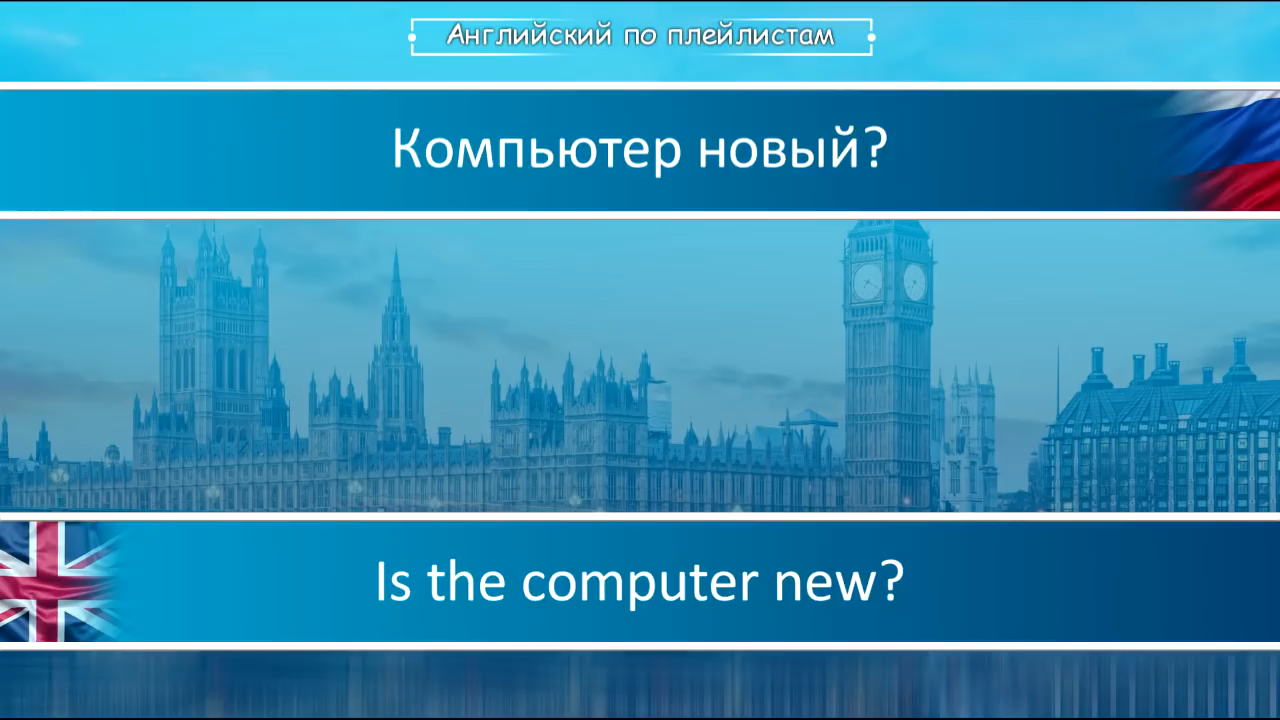 Английский по плейлистам
Компьютер новый?
Is the computer new?